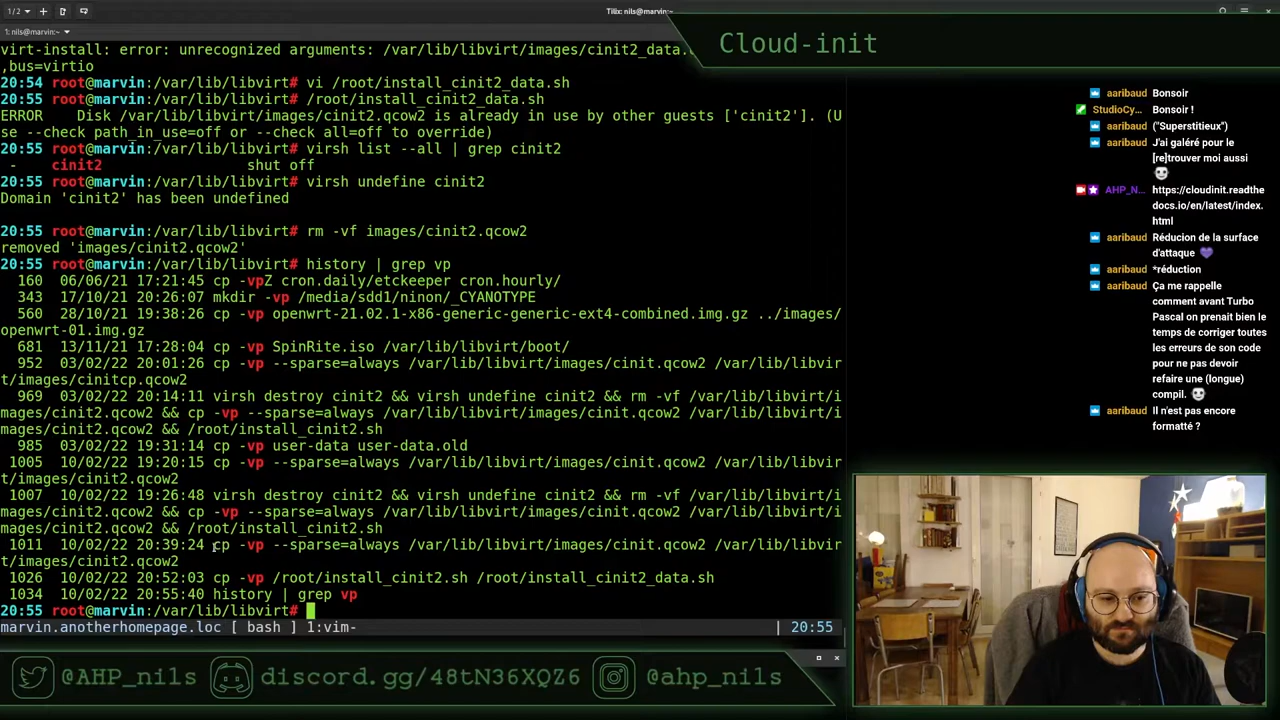 1/2
Tilix: nils@marvin:~
1: nils@marvin:~
virt-install: error: unrecognized arguments: /var/lib/libvirt/images/cinit2_data.
,bus=virtio
20:54 root@marvin:/var/lib/libvirt# vi /root/install_cinit2_data.sh
20:55 root@marvin:/var/lib/libvirt# /root/install_cinit2_data.sh
ERROR    Disk /var/lib/libvirt/images/cinit2.qcow2 is already in use by other guests ['cinit2']. (U
se --check path_in_use=off or --check all=off to override)
20:55 root@marvin:/var/lib/libvirt# virsh list --all | grep cinit2
-    cinit2                 shut off
20:55 root@marvin:/var/lib/libvirt# virsh undefine cinit2
Domain 'cinit2' has been undefined
20:55 root@marvin:/var/lib/libvirt# rm -vf images/cinit2.qcow2
removed 'images/cinit2.qcow2'
20:55 root@marvin:/var/lib/libvirt# history | grep vp
160  06/06/21 17:21:45 cp -vpZ cron.daily/etckeeper cron.hourly/
343  17/10/21 20:26:07 mkdir -vp /media/sdd1/ninon/_CYANOTYPE
560  28/10/21 19:38:26 cp -vp openwrt-21.02.1-x86-generic-generic-ext4-combined.img.gz ../images/
openwrt-01.img.gz
681  13/11/21 17:28:04 cp -vp SpinRite.iso /var/lib/libvirt/boot/
952  03/02/22 20:01:26 cp -vp --sparse=always /var/lib/libvirt/images/cinit.qcow2 /var/lib/libvir
t/images/cinitcp.qcow2
969  03/02/22 20:14:11 virsh destroy cinit2 && virsh undefine cinit2 && rm -vf /var/lib/libvirt/i
mages/cinit2.qcow2 && cp -vp --sparse=always /var/lib/libvirt/images/cinit.qcow2 /var/lib/libvirt/i
mages/cinit2.qcow2 && /root/install_cinit2.sh
985  03/02/22 19:31:14 cp -vp user-data user-data.old
1005  10/02/22 19:20:15 cp -vp --sparse=always /var/lib/libvirt/images/cinit.qcow2 /var/lib/libvir
t/images/cinit2.qcow2
1007  10/02/22 19:26:48 virsh destroy cinit2 && virsh undefine cinit2 && rm -vf /var/lib/libvirt/i
mages/cinit2.qcow2 && cp -vp --sparse=always /var/lib/libvirt/images/cinit.qcow2 /var/lib/libvirt/i
mages/cinit2.qcow2 && /root/install_cinit2.sh
1011  10/02/22 20:39:24 cp -vp --sparse=always /var/lib/libvirt/images/cinit.qcow2 /var/lib/libvir
t/images/cinit2.qcow2
1026  10/02/22 20:52:03 cp -vp /root/install_cinit2.sh /root/install_cinit2_data.sh
1034  10/02/22 20:55:40 history | grep vp
20:55 root@marvin:/var/lib/libvirt#
marvin.anotherhomepage.loc [ bash ] 1:vim- | 20:55
Cloud-init
aaribaud Bonsoir
StudioCy... Bonsoir !
aaribaud ("Superstitieux")
aaribaud J'ai galéré pour le
[re]trouver moi aussi
AHP_N... https://cloudinit.readthe
docs.io/en/latest/index.
html
aaribaud Réducion de la surface
d'attaque 💜
aaribaud *réduction
aaribaud Ça me rappelle
comment avant Turbo
Pascal on prenait bien le
temps de corriger toutes
les erreurs de son code
pour ne pas devoir
refaire une (longue)
compil.
aaribaud Il n'est pas encore
formatté ?
@AHP_nils discord.gg/48tN36XQZ6 @ahp_nils